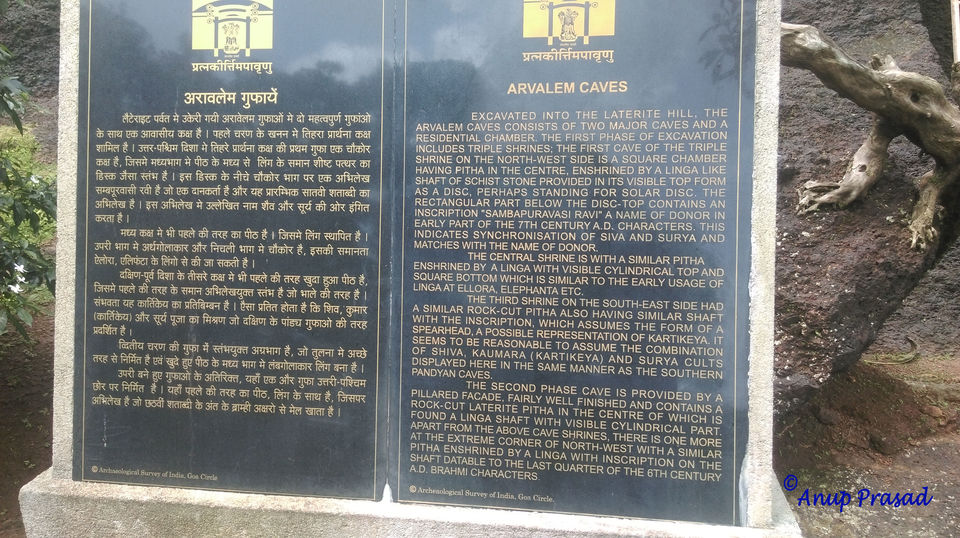 प्रत्नकीर्त्तिमपावृणु
अरावलेम गुफायें
लैटेराइट पर्वत मे उकेरी गयी अरावेलम गुफाओं मे दो महत्वपुर्ण गुफांओ
के साथ एक आवासीय कक्ष है । पहले चरण के खनन मे तिहरा प्रार्थना कक्ष
शामिल है । उत्तर-पश्चिम दिशा मे तिहरे प्रार्थना कक्ष की प्रथम गुफा एक चौकोर
कक्ष है, जिसमे मध्यभाग मे पीठ के मध्य से लिंग के समान शीष्ट पत्थर का
डिस्क जैसा स्तंभ है । इस डिस्क के नीचे चौकोर भाग पर एक अभिलेख
सम्बपूरवासी रवी है जो एक दानकर्ता है और यह प्रारम्भिक सातवी शताब्दी का
अभिलेख है । इस अभिलेख मे उल्लेखित नाम शैव और सूर्य की ओर इंगित
करता है ।
मध्य कक्ष मे भी पहले की तरह का पीठ है । जिसमे लिंग स्थापित है ।
उपरी भाग मे अर्थगोलाकार और निचली भाग मे चौकोर है, इसकी समानता
ऐलोरा, एलिफेंटा के लिंगो से की जा सकती है ।
दक्षिण-पूर्व दिशा के तीसरे कक्ष मे भी पहले की तरह खुदा हुआ पीठ है,
जिसमे पहले की तरह के समान अभिलेखयुक्त स्तंभ हैं जो भाले की तरह है ।
संभवता यह कार्तिकेय का प्रतिबिम्बन है । ऐसा प्रतित होता है कि शिव, कुमार
(कार्तिकेय) और सूर्य पूजा का मिश्रण जो दक्षिण के पांड्य गुफाओ की तरह
प्रदर्शित है ।
व्दितीय चरण की गुफा में स्तंभयुक्त अग्रभाग है, जो तूलना मे अच्छे
तरह से निर्मित है एवं खुदे हुए पीठ के मध्य भाग मे लंबगोलाकार लिंग बना है ।
उपरी बने हुए गुफाओं के अतिरिक्त, यहाँ एक और गुफा उत्तरी-पश्चिम
छोर पर निर्मित है । यहाँ पहले की तरह का पीठ, लिंग के साथ है, जिसपर
अभिलेख है जो छठवी शताब्दी के अंत के ब्राम्ही अक्षरो से मेल खाता है ।
© Archaeological Survey of India, Goa Circle
प्रत्नकीर्त्तिमपावृणु
ARVALEM CAVES
EXCAVATED INTO THE LATERITE HILL, THE
ARVALEM CAVES CONSISTS OF TWO MAJOR CAVES AND A
RESIDENTIAL CHAMBER. THE FIRST PHASE OF EXCAVATION
INCLUDES TRIPLE SHRINES; THE FIRST CAVE OF THE TRIPLE
SHRINE ON THE NORTH-WEST SIDE IS A SQUARE CHAMBER
HAVING PITHA IN THE CENTRE, ENSHRINED BY A LINGA LIKE
SHAFT OF SCHIST STONE PROVIDED IN ITS VISIBLE TOP FORM
AS A DISC, PERHAPS STANDING FOR SOLAR DISC. THE
RECTANGULAR PART BELOW THE DISC-TOP CONTAINS AN
INSCRIPTION "SAMBAPURAVASI RAVI" A NAME OF DONOR IN
EARLY PART OF THE 7TH CENTURY A.D. CHARACTERS. THIS
INDICATES SYNCHRONISATION OF SIVA AND SURYA AND
MATCHES WITH THE NAME OF DONOR.
THE CENTRAL SHRINE IS WITH A SIMILAR PITHA
ENSHRINED BY A LINGA WITH VISIBLE CYLINDRICAL TOP AND
SQUARE BOTTOM WHICH IS SIMILAR TO THE EARLY USAGE OF
LINGA AT ELLORA, ELEPHANTA ETC.
THE THIRD SHRINE ON THE SOUTH-EAST SIDE HAD
A SIMILAR ROCK-CUT PITHA ALSO HAVING SIMILAR SHAFT
WITH THE INSCRIPTION, WHICH ASSUMES THE FORM OF A
SPEARHEAD, A POSSIBLE REPRESENTATION OF KARTIKEYA. IT
SEEMS TO BE REASONABLE TO ASSUME THE COMBINATION
OF SHIVA, KAUMARA (KARTIKEYA) AND SURYA CULTS
DISPLAYED HERE IN THE SAME MANNER AS THE SOUTHERN
PANDYAN CAVES.
THE SECOND PHASE CAVE IS PROVIDED BY A
PILLARED FACADE, FAIRLY WELL FINISHED AND CONTAINS A
ROCK-CUT LATERITE PITHA IN THE CENTRE OF WHICH IS
FOUND A LINGA SHAFT WITH VISIBLE CYLINDRICAL PART.
APART FROM THE ABOVE CAVE SHRINES, THERE IS ONE MORE
AT THE EXTREME CORNER OF NORTH-WEST WITH A SIMILAR
PITHA ENSHRINED BY A LINGA WITH INSCRIPTION ON THE
SHAFT DATABLE TO THE LAST QUARTER OF THE 6TH CENTURY
A.D. BRAHMI CHARACTERS.
© Archaeological Survey of India, Goa Circle.
© Anup Prasad